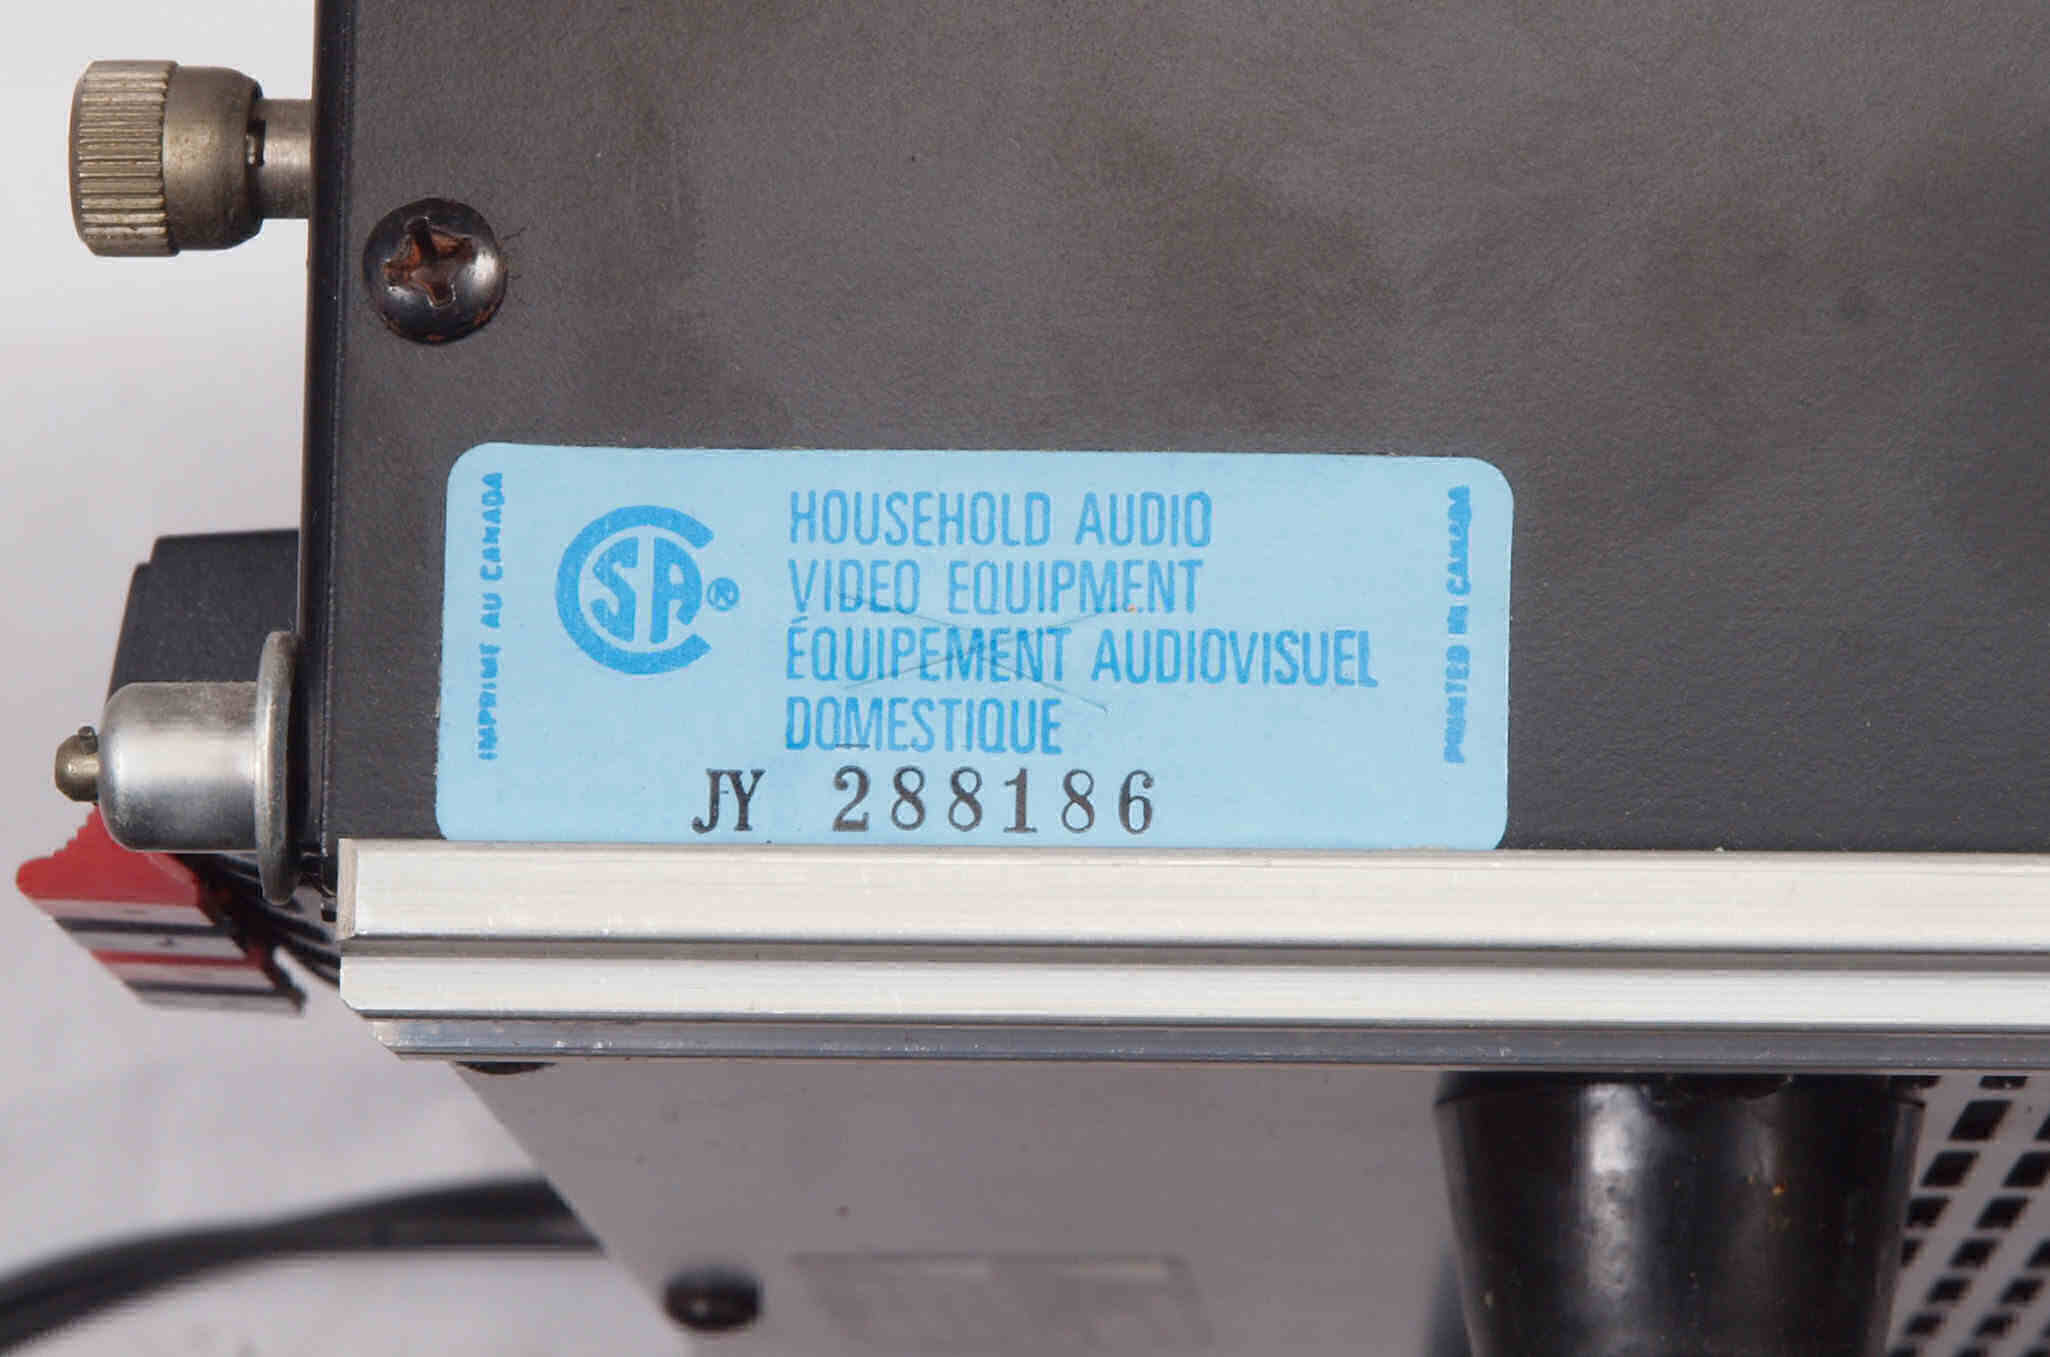 IMPRIMÉ AU CANADA
CSA®
HOUSEHOLD AUDIO
VIDEO EQUIPMENT
ÉQUIPEMENT AUDIOVISUEL
DOMESTIQUE
JY 288186
PRINTED IN CANADA